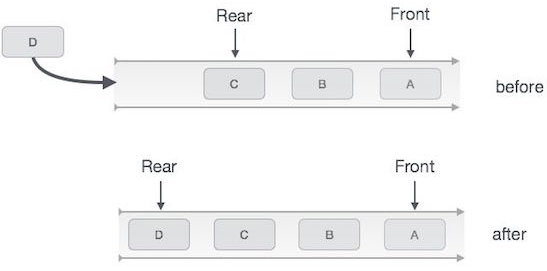 Rear Front
D
C B A
before
Rear Front
D C B A
after